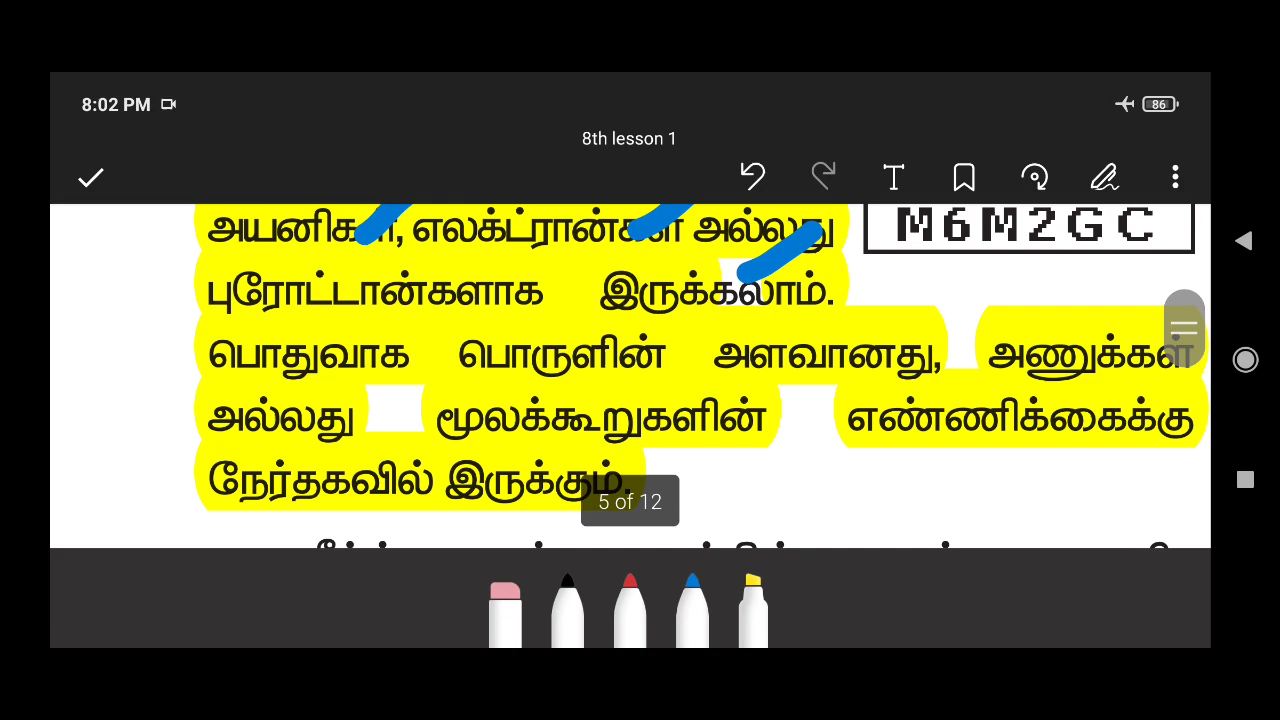 8:02 PM
86
8th lesson 1
அயனிகள், எலக்ட்ரான்கள் அல்லது
M6M2GC
புரோட்டான்களாக இருக்கலாம்.
பொதுவாக பொருளின் அளவானது, அணுக்கள்
அல்லது மூலக்கூறுகளின் எண்ணிக்கைக்கு
நேர்தகவில் இருக்கும்.
5 of 12